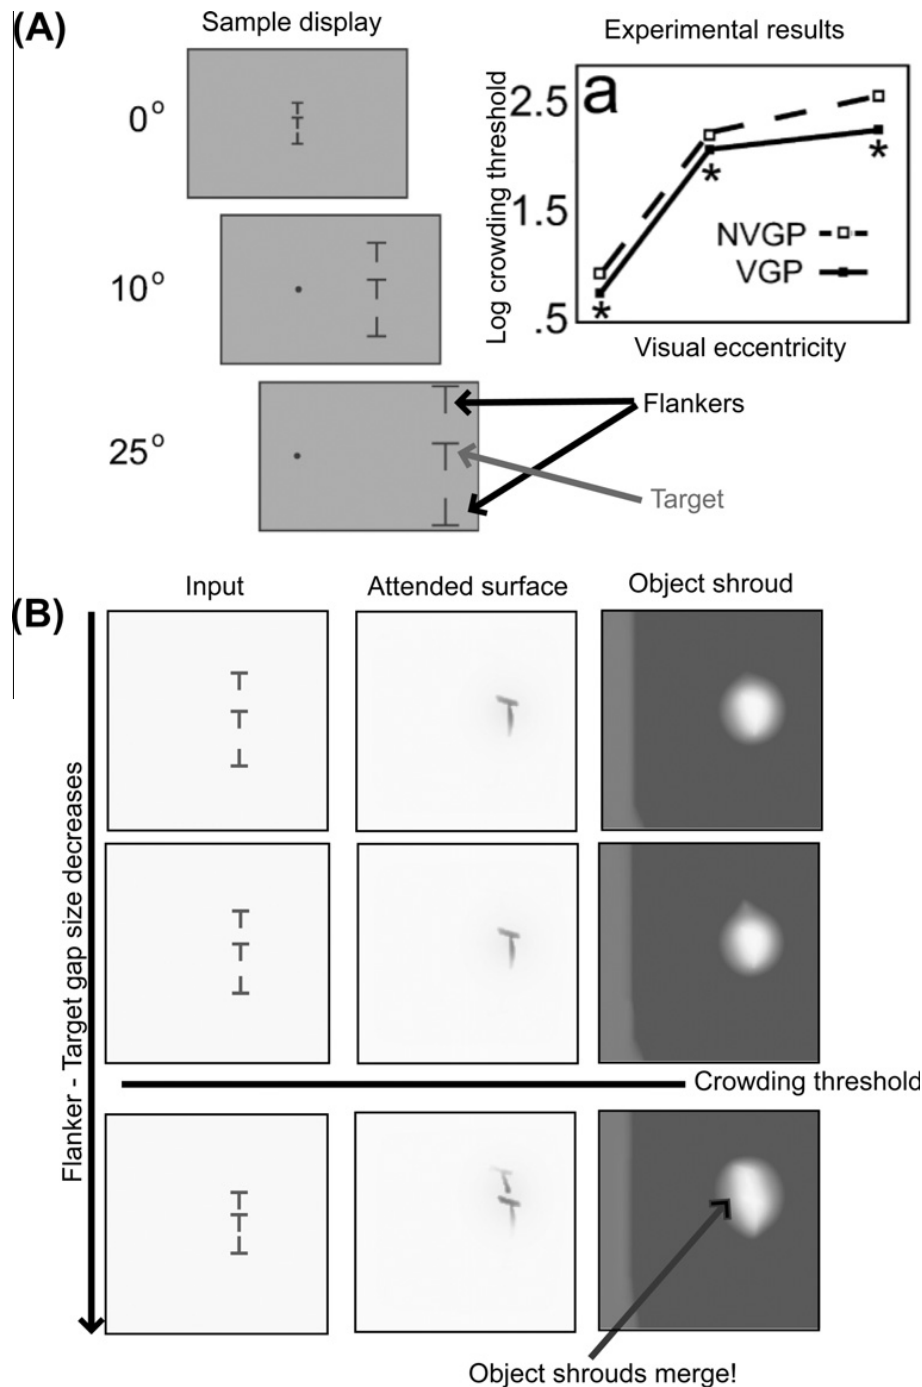 (A)
Sample display
Experimental results
0°
10°
25°
a
2.5
1.5
.5
Log crowding threshold
NVGP
VGP
*
*
*
Visual eccentricity
Flankers
Target
(B)
Input
Attended surface
Object shroud
Flanker - Target gap size decreases
Crowding threshold
Object shrouds merge!